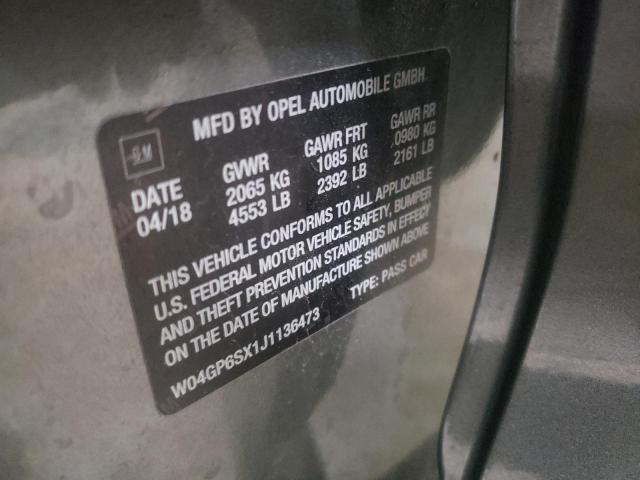 MFD BY OPEL AUTOMOBILE GMBH
GM
DATE GVWR GAWR FRT GAWR RR
04/18 2065 KG 1085 KG 0980 KG
4553 LB 2392 LB 2161 LB
THIS VEHICLE CONFORMS TO ALL APPLICABLE
U.S. FEDERAL MOTOR VEHICLE SAFETY, BUMPER
AND THEFT PREVENTION STANDARDS IN EFFECT
ON THE DATE OF MANUFACTURE SHOWN ABOVE
W04GP6SX1J1136473 TYPE: PASS CAR